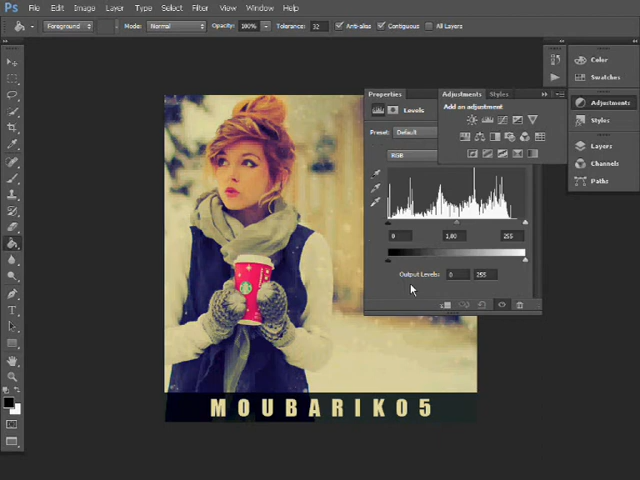 Ps File Edit Image Layer Type Select Filter View Window Help
Foreground Mode: Normal Opacity: 100% Tolerance: 32 Anti-alias Contiguous All Layers
Properties
Levels
Preset: Default
RGB
0 1,00 255
Output Levels: 0 255
Adjustments Styles
Add an adjustment
Color
Swatches
Adjustments
Styles
Layers
Channels
Paths
MOUBARIKO5